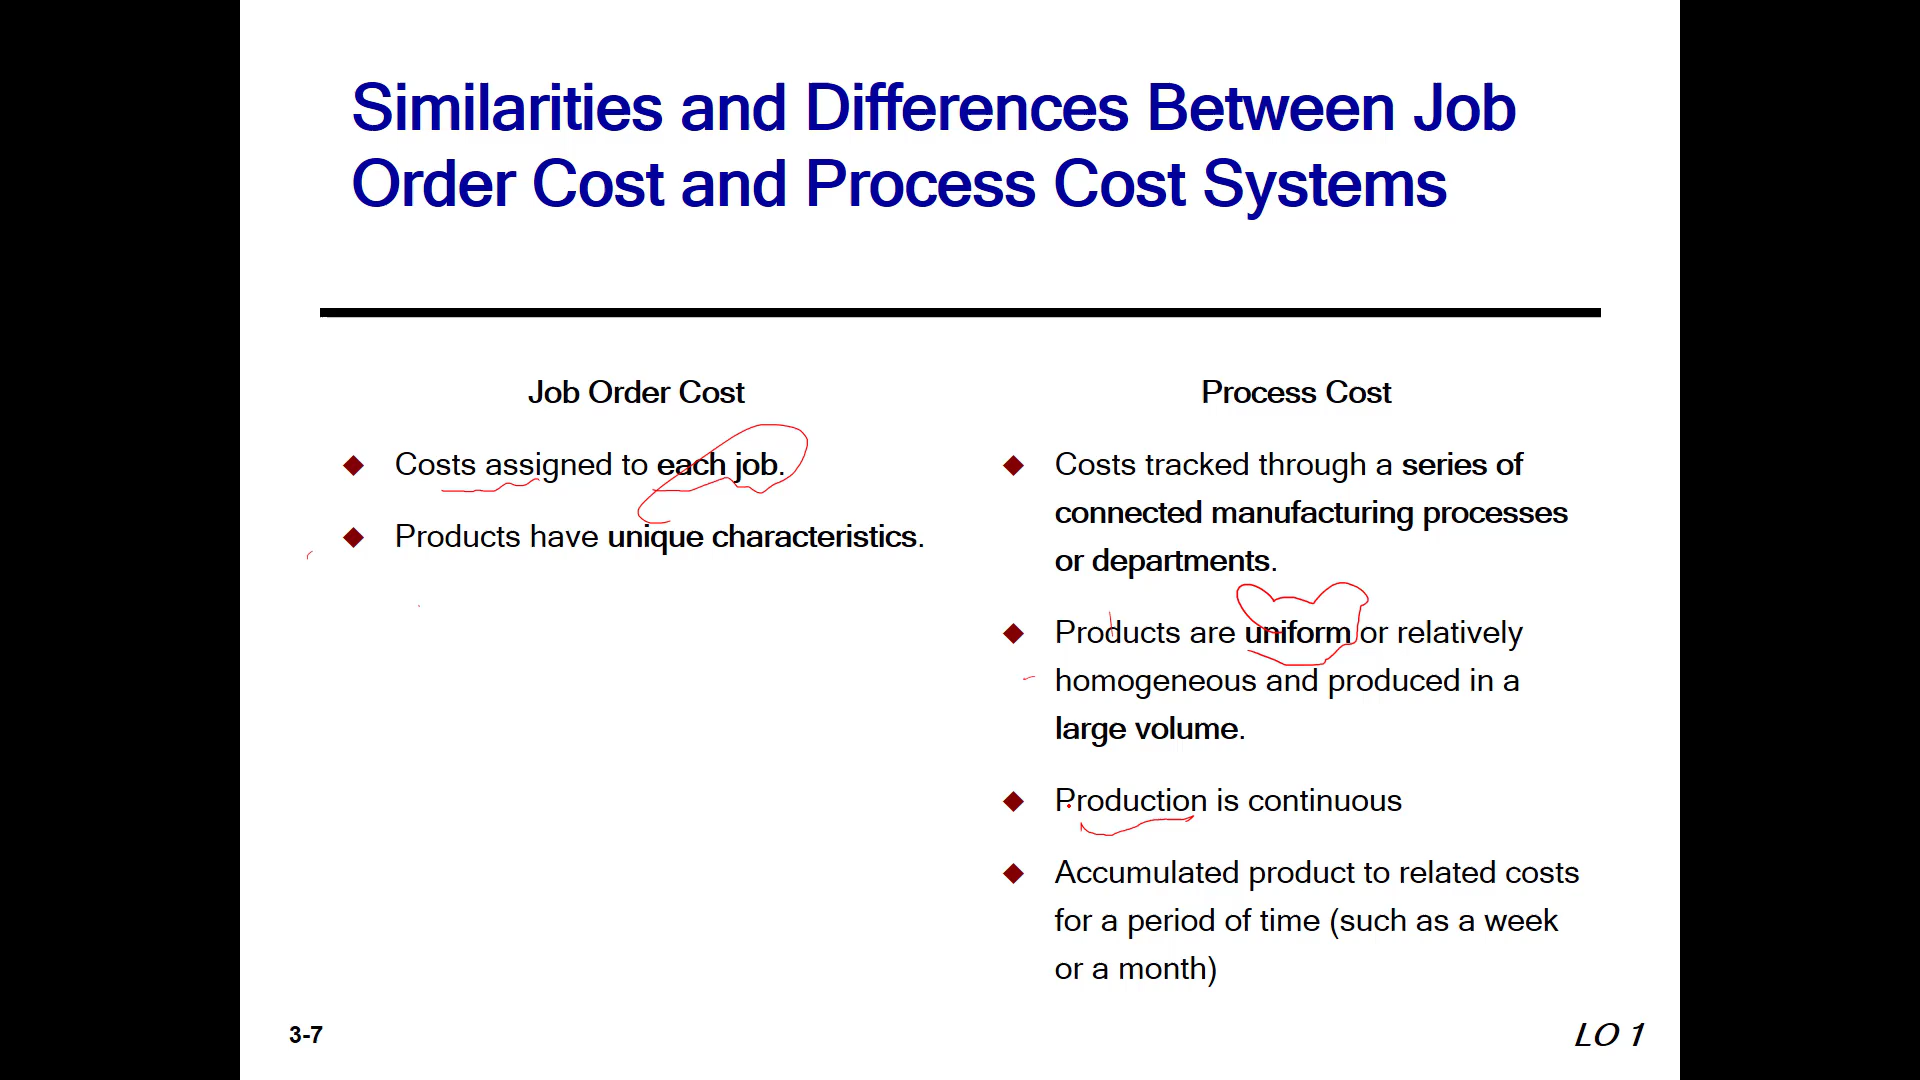 Similarities and Differences Between Job
Order Cost and Process Cost Systems
Job Order Cost
Costs assigned to each job.
Products have unique characteristics.
Process Cost
Costs tracked through a series of
connected manufacturing processes
or departments.
Products are uniform or relatively
homogeneous and produced in a
large volume.
Production is continuous
Accumulated product to related costs
for a period of time (such as a week
or a month)
3-7
LO 1